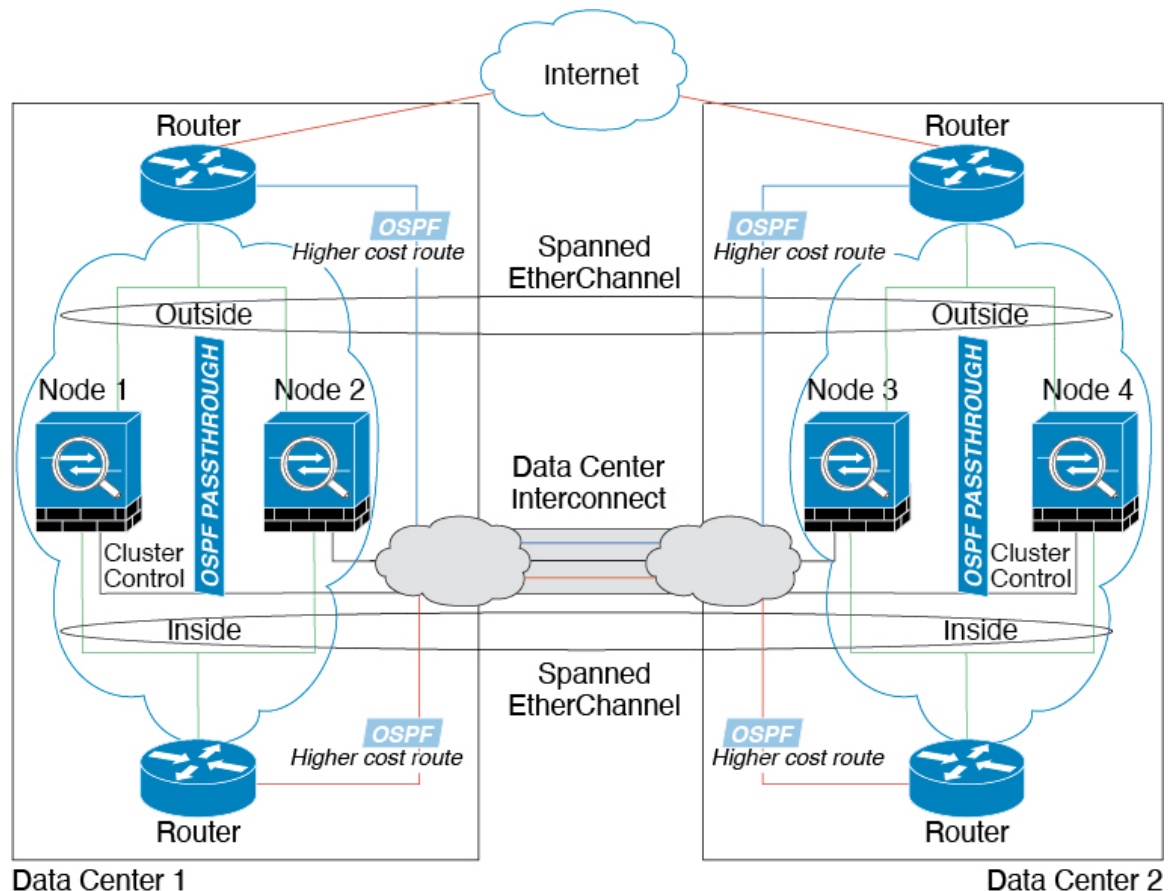 Internet
Router
Router
OSPF
Higher cost route
OSPF
Higher cost route
Spanned
EtherChannel
Outside
Outside
Node 1
Node 2
Node 3
Node 4
OSPF PASSTHROUGH
OSPF PASSTHROUGH
Data Center
Interconnect
Cluster
Control
Cluster
Control
Inside
Inside
Spanned
EtherChannel
OSPF
Higher cost route
OSPF
Higher cost route
Router
Router
Data Center 1
Data Center 2